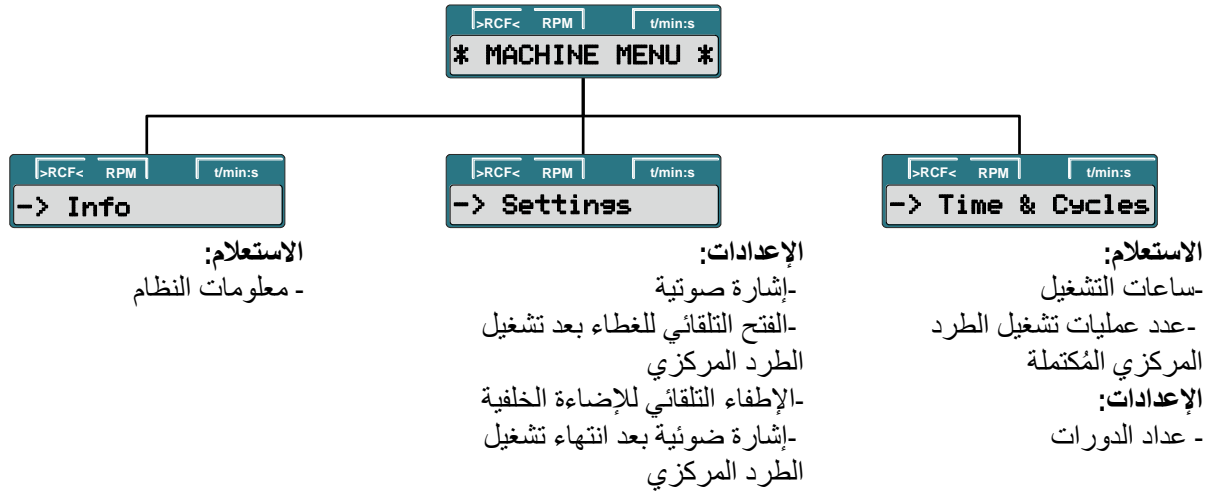 >RCF< RPM t/min:s
* MACHINE MENU *
>RCF< RPM t/min:s
-> Info
الاستعلام:
- معلومات النظام
>RCF< RPM t/min:s
-> Settings
الإعدادات:
-إشارة صوتية
-الفتح التلقائي للغطاء بعد تشغيل
الطرد المركزي
-الإطفاء التلقائي للإضاءة الخلفية
-إشارة ضوئية بعد انتهاء تشغيل
الطرد المركزي
>RCF< RPM t/min:s
-> Time & Cycles
الاستعلام:
-ساعات التشغيل
-عدد عمليات تشغيل الطرد
المركزي المُكتملة
الإعدادات:
- عداد الدورات